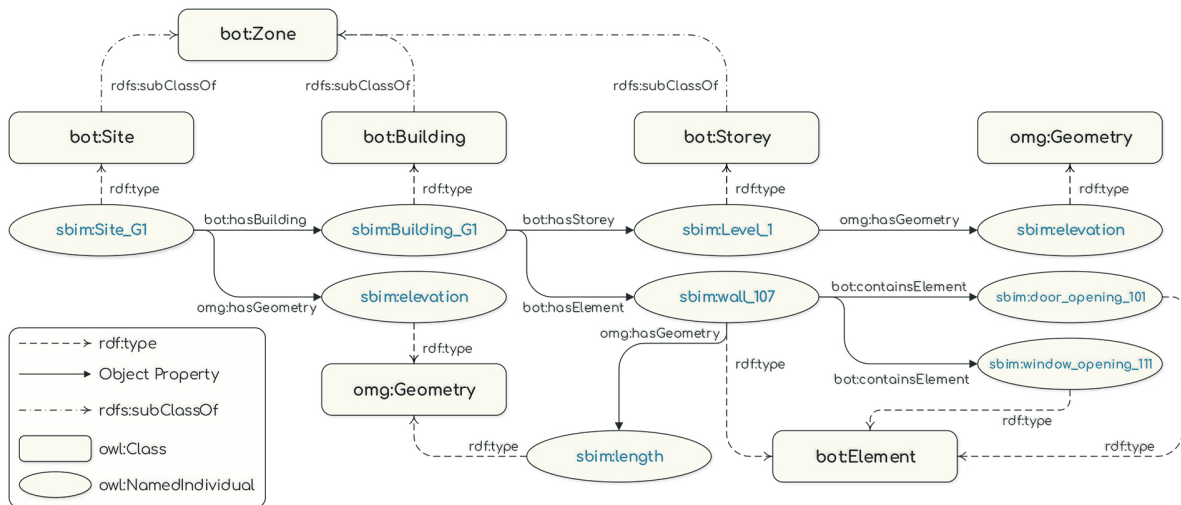 bot:Zone
rdfs:subClassOf
rdfs:subClassOf
rdfs:subClassOf
bot:Site
bot:Building
bot:Storey
omg:Geometry
rdf:type
rdf:type
rdf:type
rdf:type
sbim:Site_G1
bot:hasBuilding
sbim:Building_G1
bot:hasStorey
sbim:Level_1
omg:hasGeometry
sbim:elevation
omg:hasGeometry
sbim:elevation
bot:hasElement
sbim:wall_107
bot:containsElement
sbim:door_opening_101
omg:hasGeometry
rdf:type
rdf:type
sbim:window_opening_111
bot:containsElement
omg:Geometry
rdf:type
rdf:type
rdf:type
sbim:length
bot:Element
rdf:type
Object Property
rdfs:subClassOf
owl:Class
owl:NamedIndividual